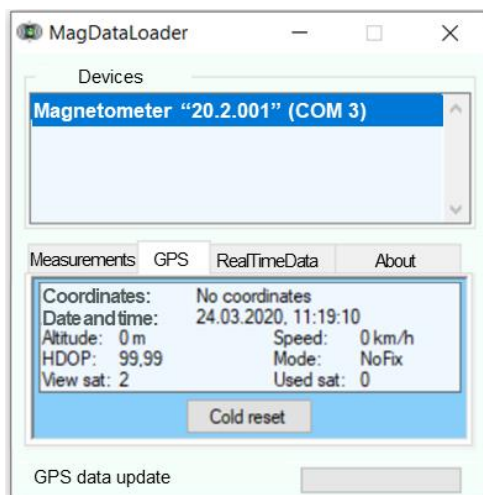 MagDataLoader
Devices
Magnetometer “20.2.001” (COM 3)
Measurements GPS RealTimeData About
Coordinates: No coordinates
Date and time: 24.03.2020, 11:19:10
Altitude: 0 m Speed: 0 km/h
HDOP: 99,99 Mode: NoFix
View sat: 2 Used sat: 0
Cold reset
GPS data update